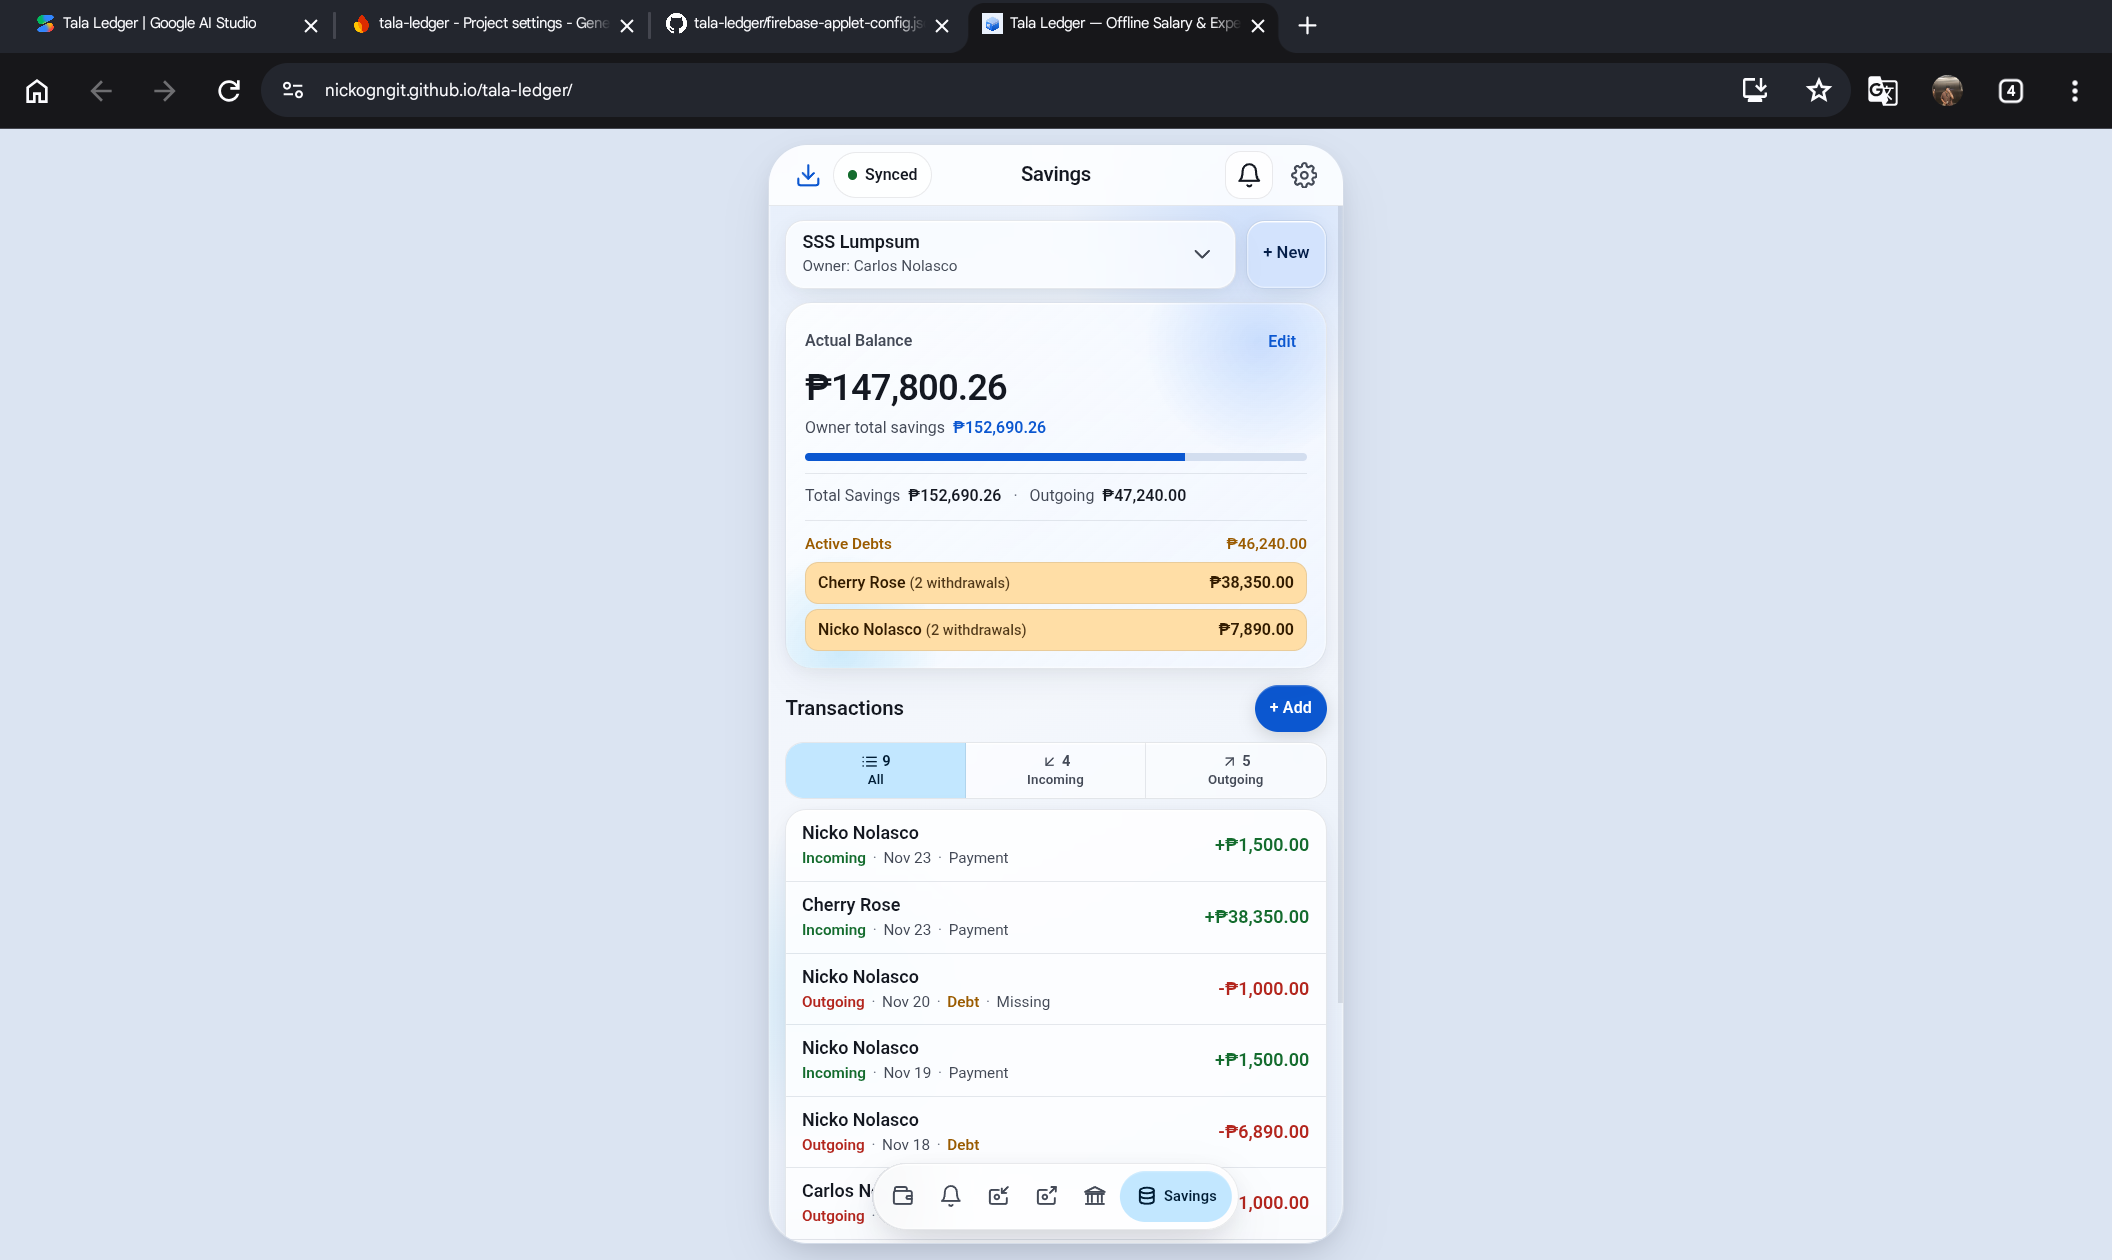 Tala Ledger | Google AI Studio
tala-ledger - Project settings - Gene
tala-ledger/firebase-applet-config.js
Tala Ledger — Offline Salary & Expe
nickogngit.github.io/tala-ledger/
4
Synced
Savings
SSS Lumpsum
Owner: Carlos Nolasco
+ New
Actual Balance
Edit
₱147,800.26
Owner total savings ₱152,690.26
Total Savings ₱152,690.26 · Outgoing ₱47,240.00
Active Debts ₱46,240.00
Cherry Rose (2 withdrawals) ₱38,350.00
Nicko Nolasco (2 withdrawals) ₱7,890.00
Transactions
+ Add
9
All
4
Incoming
5
Outgoing
Nicko Nolasco
Incoming · Nov 23 · Payment
+₱1,500.00
Cherry Rose
Incoming · Nov 23 · Payment
+₱38,350.00
Nicko Nolasco
Outgoing · Nov 20 · Debt · Missing
-₱1,000.00
Nicko Nolasco
Incoming · Nov 19 · Payment
+₱1,500.00
Nicko Nolasco
Outgoing · Nov 18 · Debt
-₱6,890.00
Carlos N
Outgoing ·
1,000.00
Savings